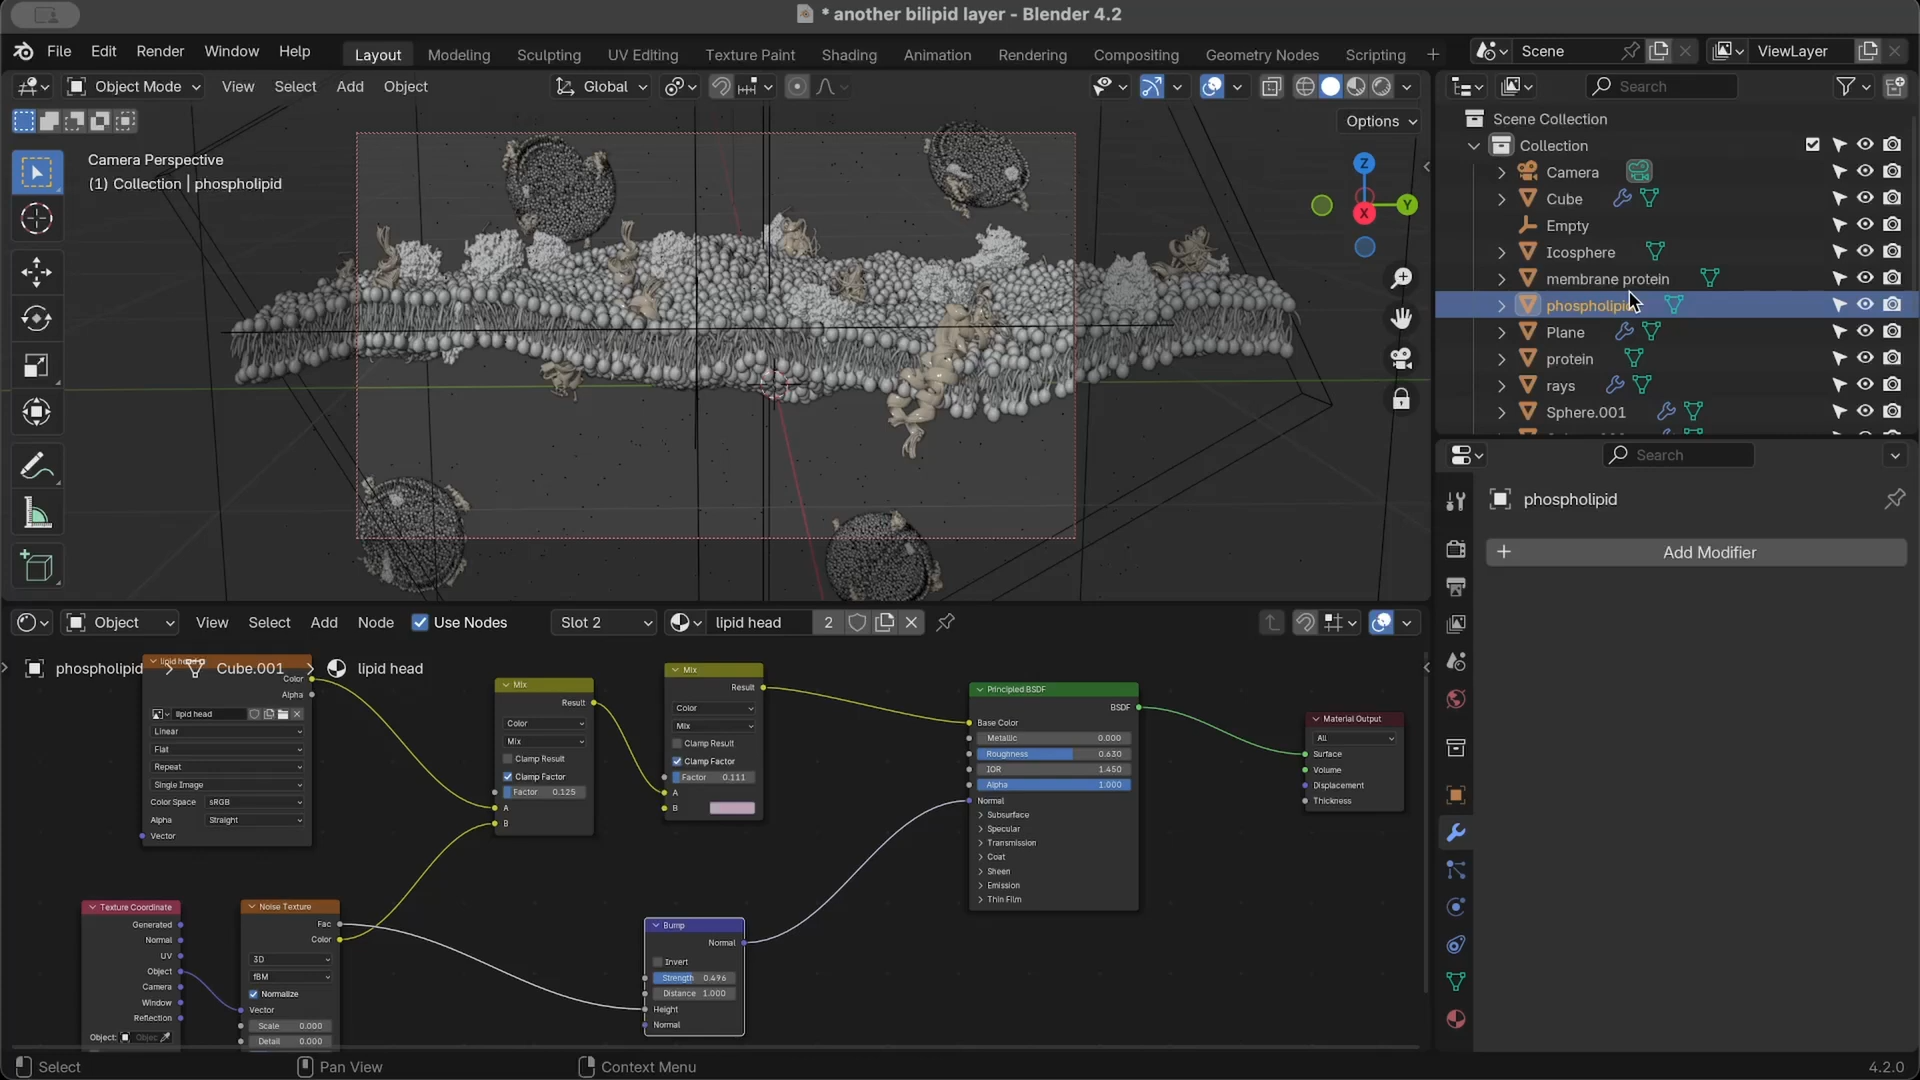 * another bilipid layer - Blender 4.2
File Edit Render Window Help
Layout Modeling Sculpting UV Editing Texture Paint Shading Animation Rendering Compositing Geometry Nodes Scripting +
Scene
ViewLayer
Object Mode View Select Add Object
Global
Search
Options
Camera Perspective
(1) Collection | phospholipid
Z
Y
X
Scene Collection
Collection
Camera
Cube
Empty
Icosphere
membrane protein
phospholipid
Plane
protein
rays
Sphere.001
Search
phospholipid
+ Add Modifier
Object View Select Add Node Use Nodes
Slot 2
lipid head 2
phospholipid > Cube.001 > lipid head
Color
Alpha
lipid head
Linear
Flat
Repeat
Single Image
Color Space sRGB
Alpha Straight
Vector
Mix
Result
Color
Mix
Clamp Result
Clamp Factor
Factor 0.125
A
B
Mix
Result
Color
Mix
Clamp Result
Clamp Factor
Factor 0.111
A
B
Principled BSDF
BSDF
Base Color
Metallic 0.000
Roughness 0.630
IOR 1.450
Alpha 1.000
Normal
> Subsurface
> Specular
> Transmission
> Coat
> Sheen
> Emission
> Thin Film
Material Output
All
Surface
Volume
Displacement
Thickness
Texture Coordinate
Generated
Normal
UV
Object
Camera
Window
Reflection
Object: Objec
Noise Texture
Fac
Color
3D
fBM
Normalize
Vector
Scale 0.000
Detail 0.000
Bump
Normal
Invert
Strength 0.496
Distance 1.000
Height
Normal
Select
Pan View
Context Menu
4.2.0